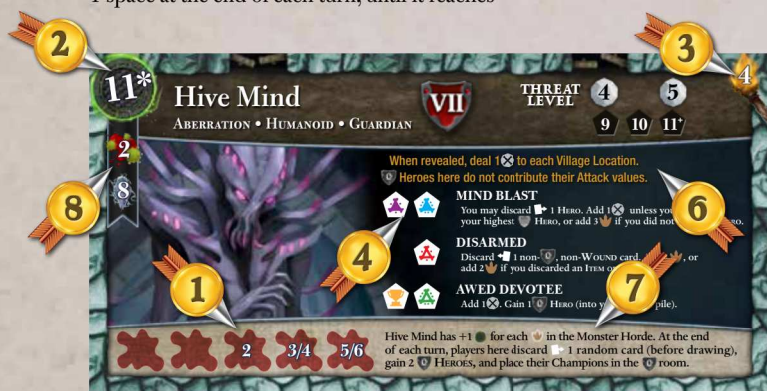 1 space at the end of each turn, until it reaches
2
3
11*
4
Hive Mind
VII
THREAT
LEVEL
4
5
ABERRATION • HUMANOID • GUARDIAN
9
10
11+
2
8
8
When revealed, deal 1 to each Village Location.
0 Heroes here do not contribute their Attack values.
6
MIND BLAST
You may discard 1 HERO. Add 1 unless you
your highest HERO, or add 3 if you did not
4
DISARMED
Discard 1 non-0, non-WOUND card. , or
add 2 if you discarded an ITEM
1
7
AWED DEVOTEE
Add 1. Gain 1 0 HERO (into pile).
2
3/4
5/6
Hive Mind has +1 for each in the Monster Horde. At the end
of each turn, players here discard 1 random card (before drawing),
gain 2 0 HEROES, and place their Champions in the 0 room.